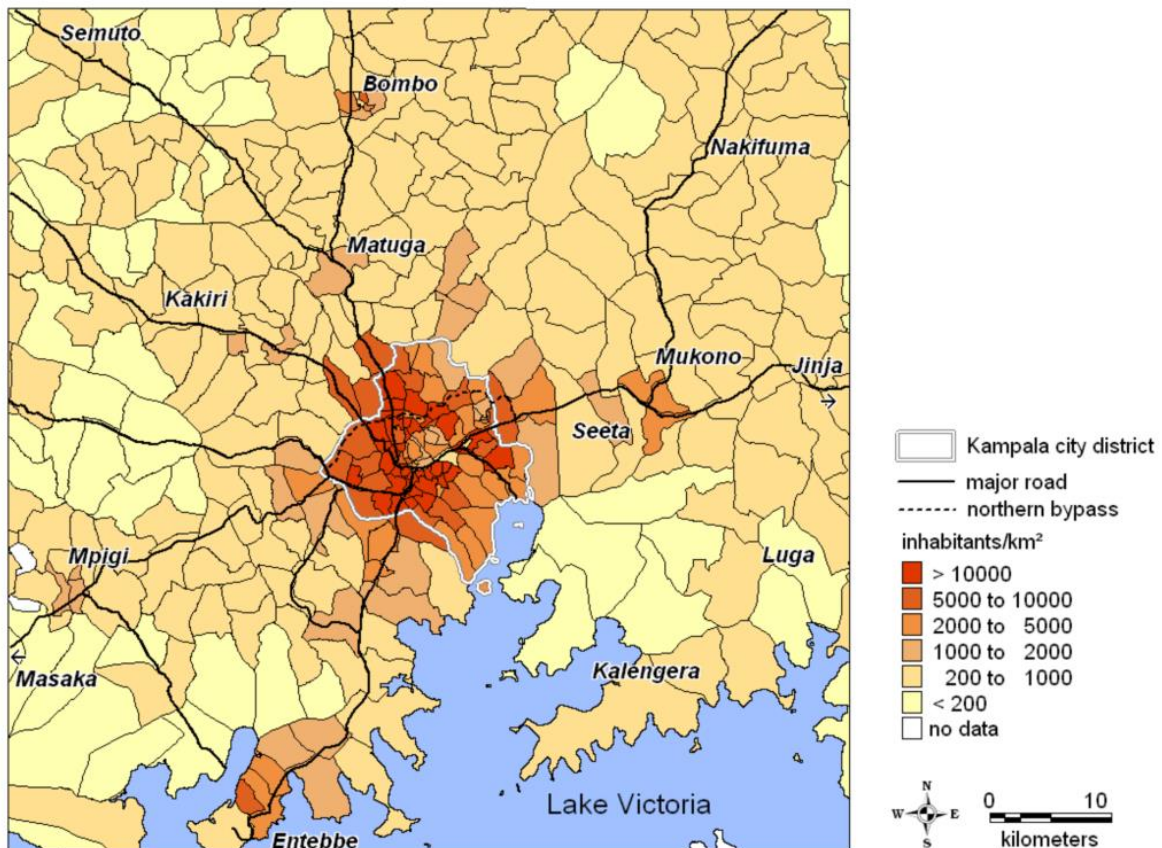 Semuto
Bombo
Nakifuma
Matuga
Kakiri
Mukono
Jinja
Seeta
Mpigi
Luga
Masaka
Kalengera
Lake Victoria
Entebbe
Kampala city district
major road
northern bypass
inhabitants/km²
> 10000
5000 to 10000
2000 to 5000
1000 to 2000
200 to 1000
< 200
no data
N
W E
S
0 10
kilometers